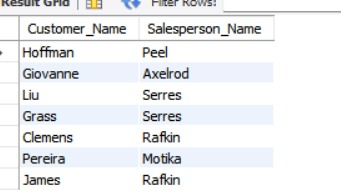 Result Grid Filter Rows:
Customer_Name Salesperson_Name
Hoffman Peel
Giovanne Axelrod
Liu Serres
Grass Serres
Clemens Rafkin
Pereira Motika
James Rafkin